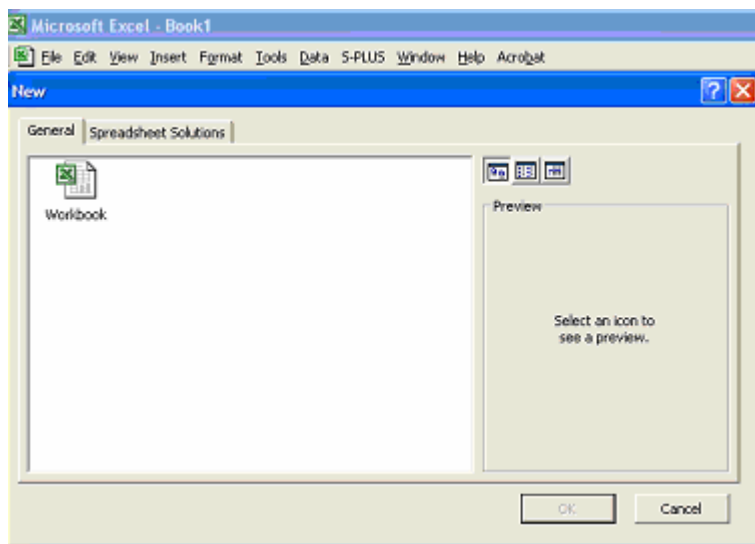 Microsoft Excel - Book1
File Edit View Insert Format Tools Data S-PLUS Window Help Acrobat
New
General Spreadsheet Solutions
Workbook
Preview
Select an icon to
see a preview.
OK Cancel